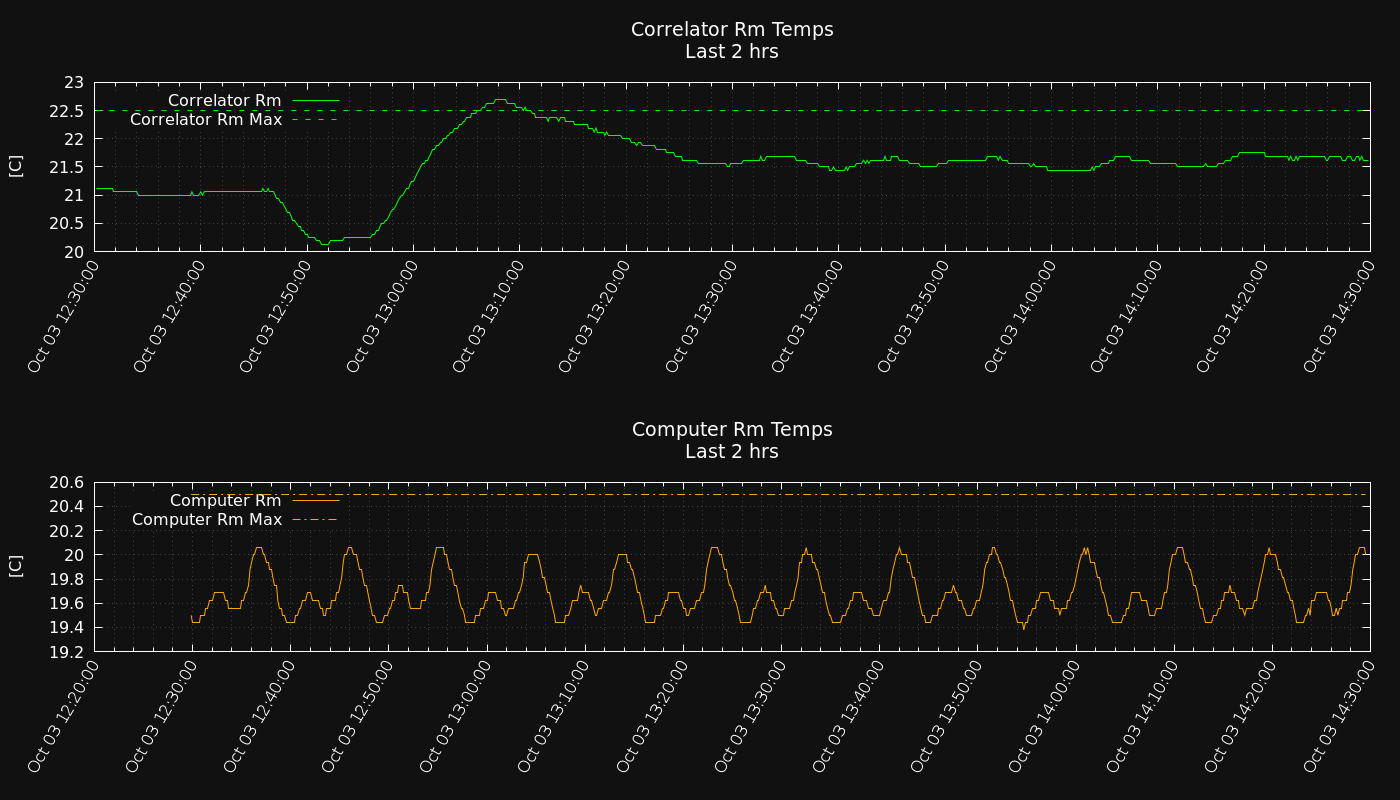 Correlator Rm Temps
Last 2 hrs
23
22.5
22
21.5
21
20.5
20
[C]
Correlator Rm
Correlator Rm Max
Oct 03 12:30:00
Oct 03 12:40:00
Oct 03 12:50:00
Oct 03 13:00:00
Oct 03 13:10:00
Oct 03 13:20:00
Oct 03 13:30:00
Oct 03 13:40:00
Oct 03 13:50:00
Oct 03 14:00:00
Oct 03 14:10:00
Oct 03 14:20:00
Oct 03 14:30:00
Computer Rm Temps
Last 2 hrs
20.6
20.4
20.2
20
19.8
19.6
19.4
19.2
[C]
Computer Rm
Computer Rm Max
Oct 03 12:20:00
Oct 03 12:30:00
Oct 03 12:40:00
Oct 03 12:50:00
Oct 03 13:00:00
Oct 03 13:10:00
Oct 03 13:20:00
Oct 03 13:30:00
Oct 03 13:40:00
Oct 03 13:50:00
Oct 03 14:00:00
Oct 03 14:10:00
Oct 03 14:20:00
Oct 03 14:30:00